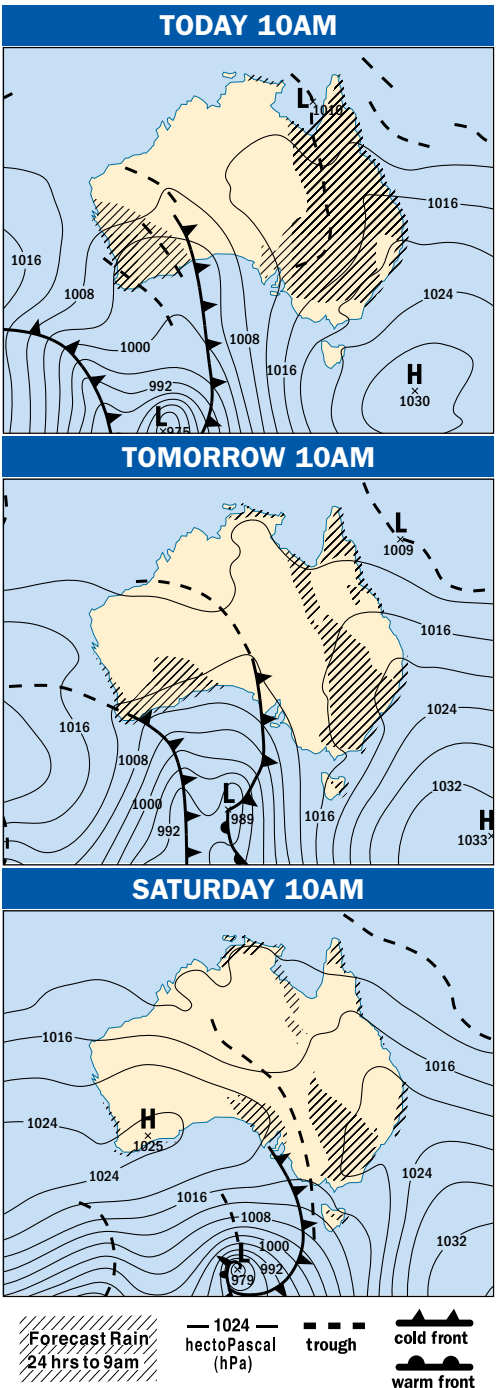 TODAY 10AM
L
1010
1016
1016
1008
1024
1000
1008
1016
992
H
1030
L
975
TOMORROW 10AM
L
1009
1016
1024
1016
1008
1032
1000
L
989
1016
992
H
1033
SATURDAY 10AM
1016
1016
H
1024
1025
1024
1024
1016
1008
1000
1032
L
992
979
Forecast Rain
24 hrs to 9am
1024
hectoPascal
(hPa)
trough
cold front
warm front